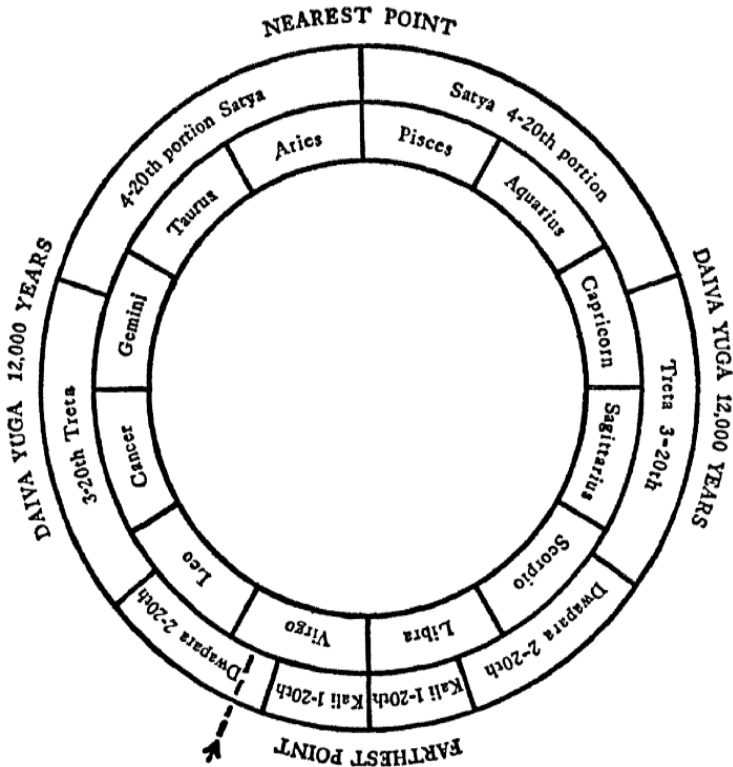 NEAREST POINT
4-20th portion Satya
Satya 4-20th portion
Aries
Pisces
Taurus
Aquarius
DAIVA YUGA 12,000 YEARS
DAIVA YUGA 12,000 YEARS
Gemini
Capricorn
3-20th Treta
Treta 3-20th
Cancer
Sagittarius
Leo
Scorpio
Dwapara 2-20th
Dwapara 2-20th
Virgo
Libra
Kali 1-20th
Kali 1-20th
FARTHEST POINT